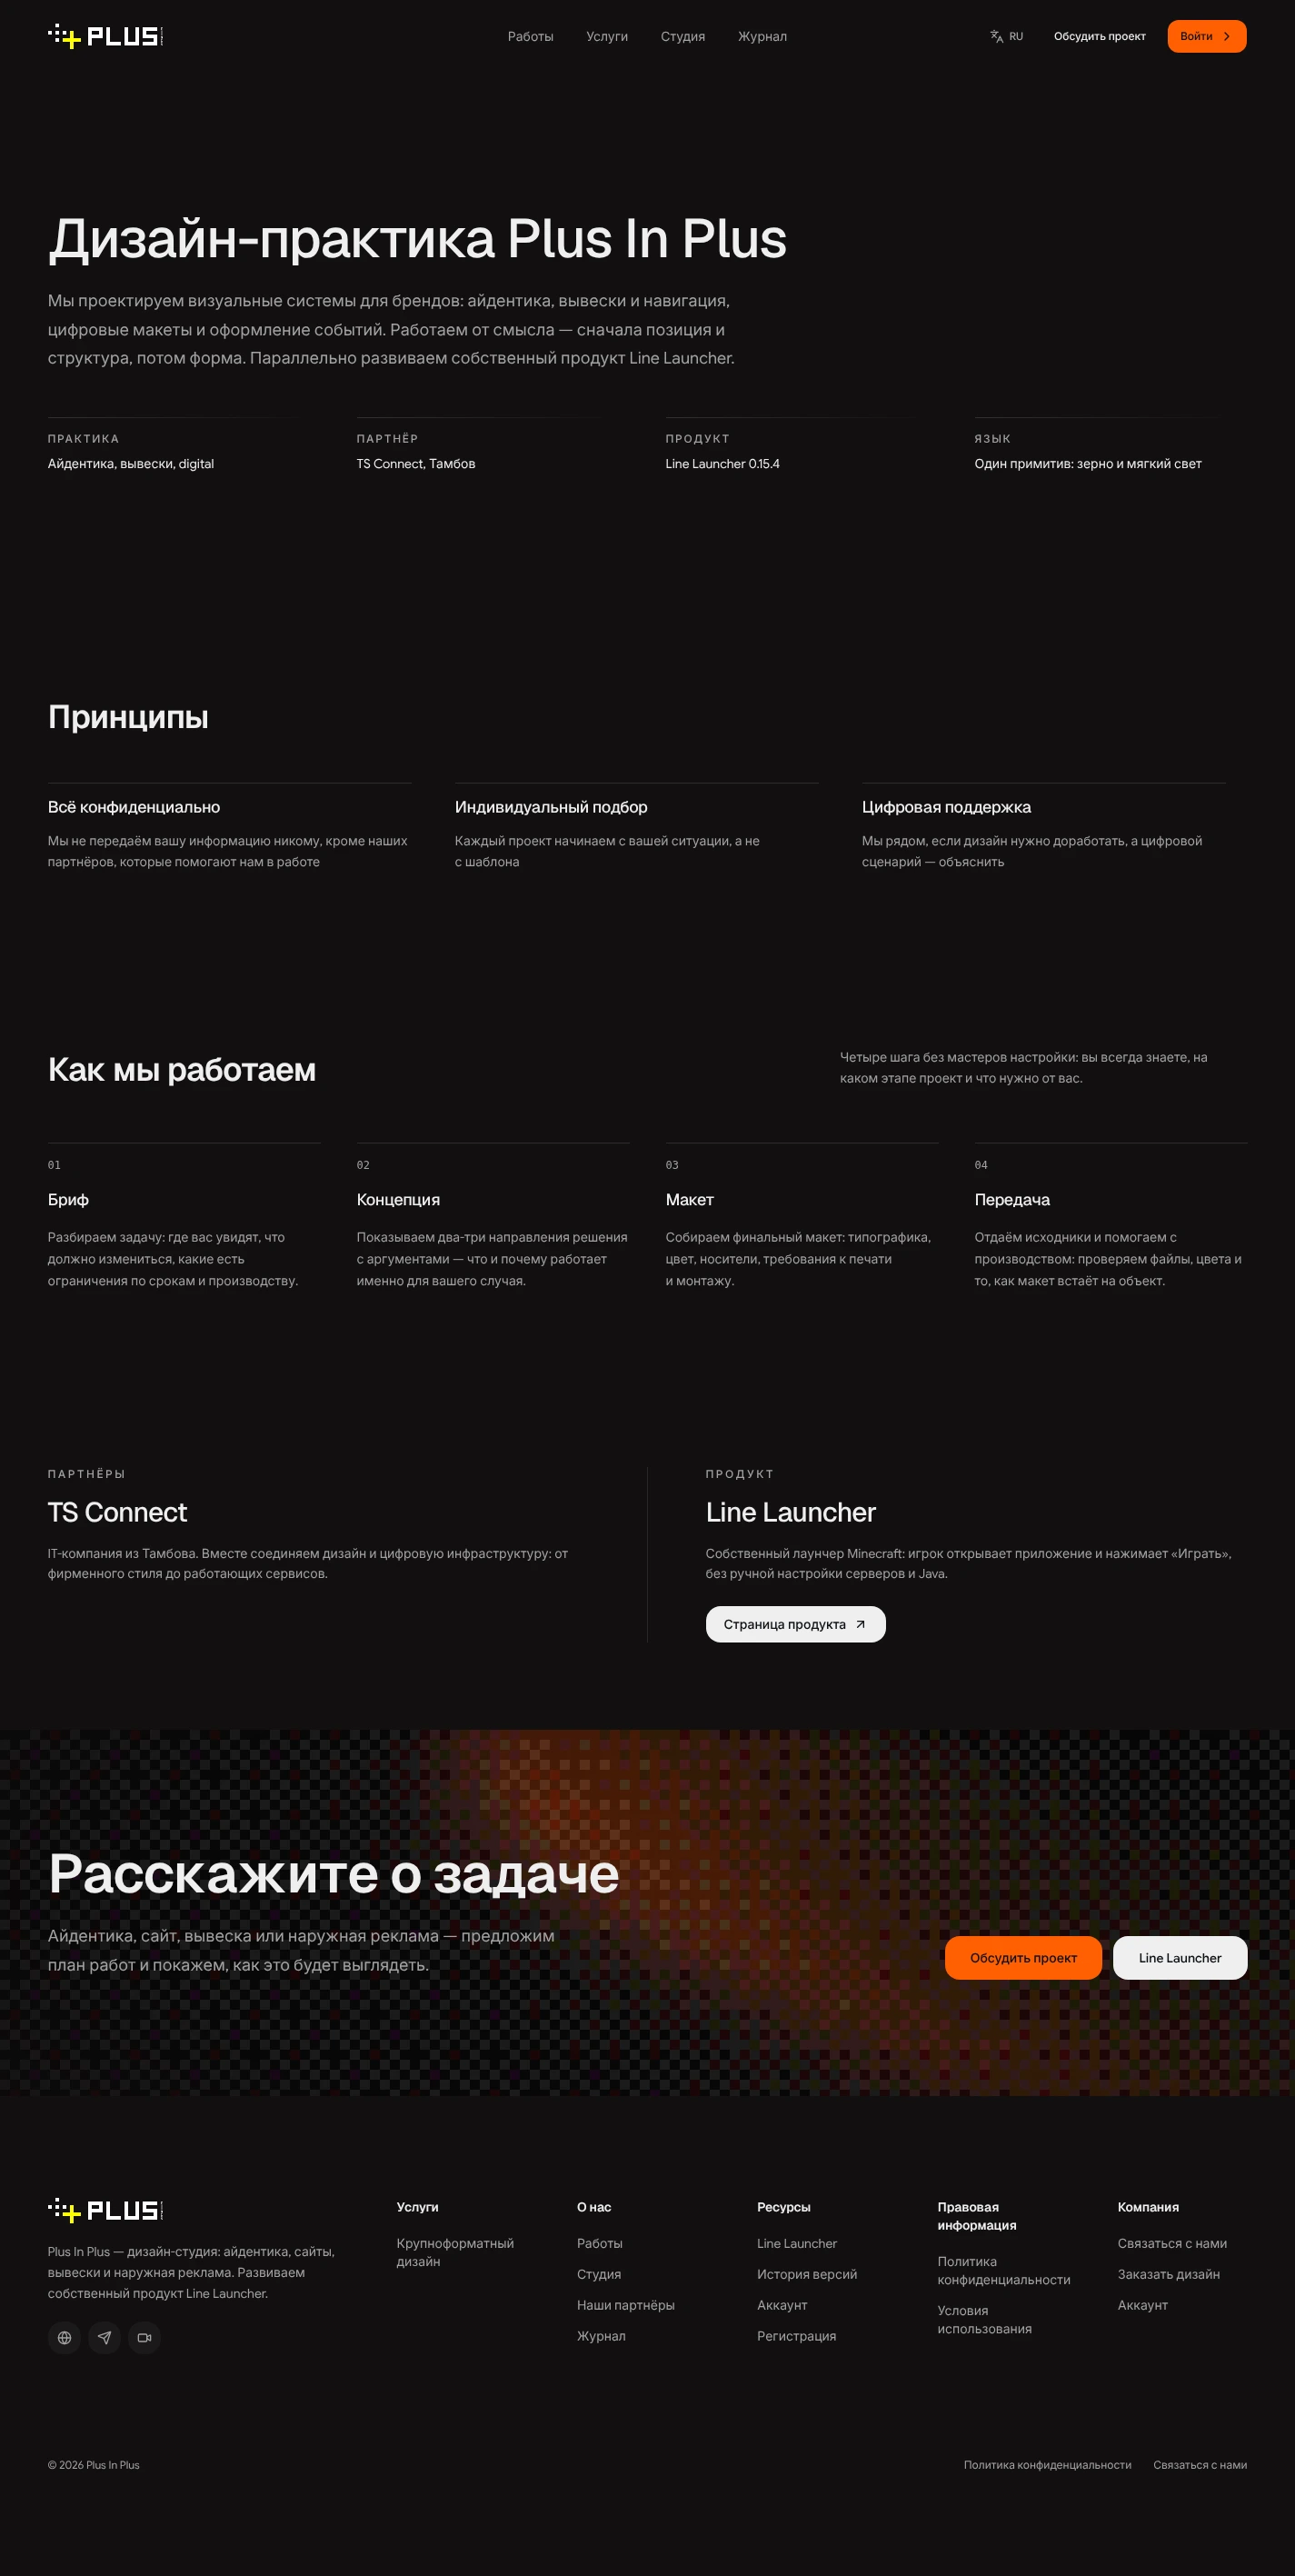 PLUS
Работы
Услуги
Студия
Журнал
RU
Обсудить проект
Войти
Дизайн-практика Plus In Plus
Мы проектируем визуальные системы для брендов: айдентика, вывески и навигация,
цифровые макеты и оформление событий. Работаем от смысла — сначала позиция и
структура, потом форма. Параллельно развиваем собственный продукт Line Launcher.
ПРАКТИКА
Айдентика, вывески, digital
ПАРТНЁР
TS Connect, Тамбов
ПРОДУКТ
Line Launcher 0.15.4
ЯЗЫК
Один примитив: зерно и мягкий свет
Принципы
Всё конфиденциально
Мы не передаём вашу информацию никому, кроме наших
партнёров, которые помогают нам в работе
Индивидуальный подбор
Каждый проект начинаем с вашей ситуации, а не
с шаблона
Цифровая поддержка
Мы рядом, если дизайн нужно доработать, а цифровой
сценарий — объяснить
Как мы работаем
Четыре шага без мастеров настройки: вы всегда знаете, на
каком этапе проект и что нужно от вас.
01
Бриф
Разбираем задачу: где вас увидят, что
должно измениться, какие есть
ограничения по срокам и производству.
02
Концепция
Показываем два-три направления решения
с аргументами — что и почему работает
именно для вашего случая.
03
Макет
Собираем финальный макет: типографика,
цвет, носители, требования к печати
и монтажу.
04
Передача
Отдаём исходники и помогаем с
производством: проверяем файлы, цвета и
то, как макет встаёт на объект.
ПАРТНЁРЫ
TS Connect
IT-компания из Тамбова. Вместе соединяем дизайн и цифровую инфраструктуру: от
фирменного стиля до работающих сервисов.
ПРОДУКТ
Line Launcher
Собственный лаунчер Minecraft: игрок открывает приложение и нажимает «Играть»,
без ручной настройки серверов и Java.
Страница продукта
Расскажите о задаче
Айдентика, сайт, вывеска или наружная реклама — предложим
план работ и покажем, как это будет выглядеть.
Обсудить проект
Line Launcher
PLUS
Plus In Plus — дизайн-студия: айдентика, сайты,
вывески и наружная реклама. Развиваем
собственный продукт Line Launcher.
Услуги
Крупноформатный
дизайн
О нас
Работы
Студия
Наши партнёры
Журнал
Ресурсы
Line Launcher
История версий
Аккаунт
Регистрация
Правовая
информация
Политика
конфиденциальности
Условия
использования
Компания
Связаться с нами
Заказать дизайн
Аккаунт
© 2026 Plus In Plus
Политика конфиденциальности
Связаться с нами